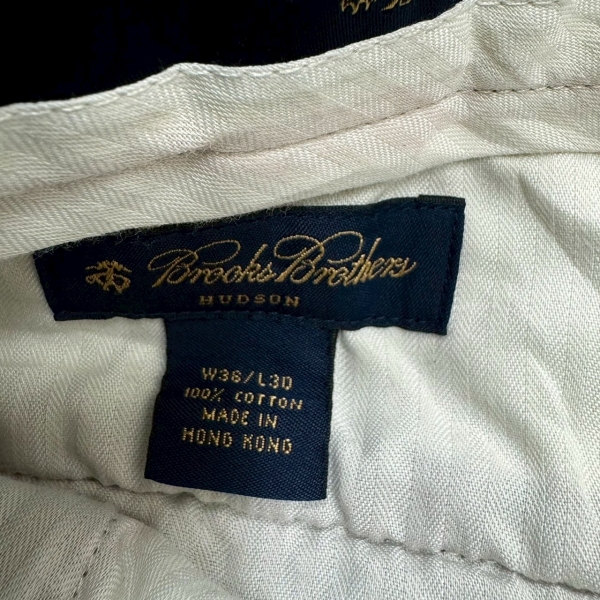 Brooks Brothers
HUDSON
W36/L30
100% COTTON
MADE IN
HONG KONG